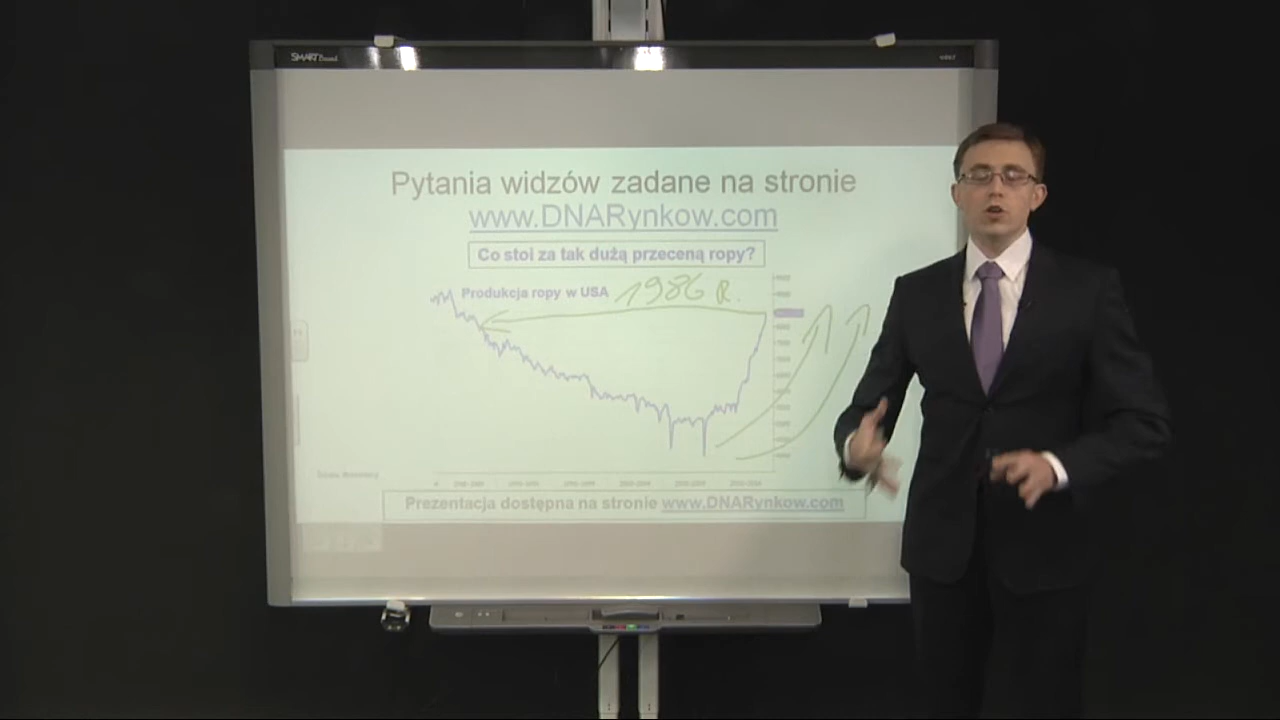 SMART Board
Pytania widzów zadane na stronie
www.DNARynkow.com
Co stoi za tak dużą przeceną ropy?
Produkcja ropy w USA
1986 R.
Prezentacja dostępna na stronie www.DNARynkow.com